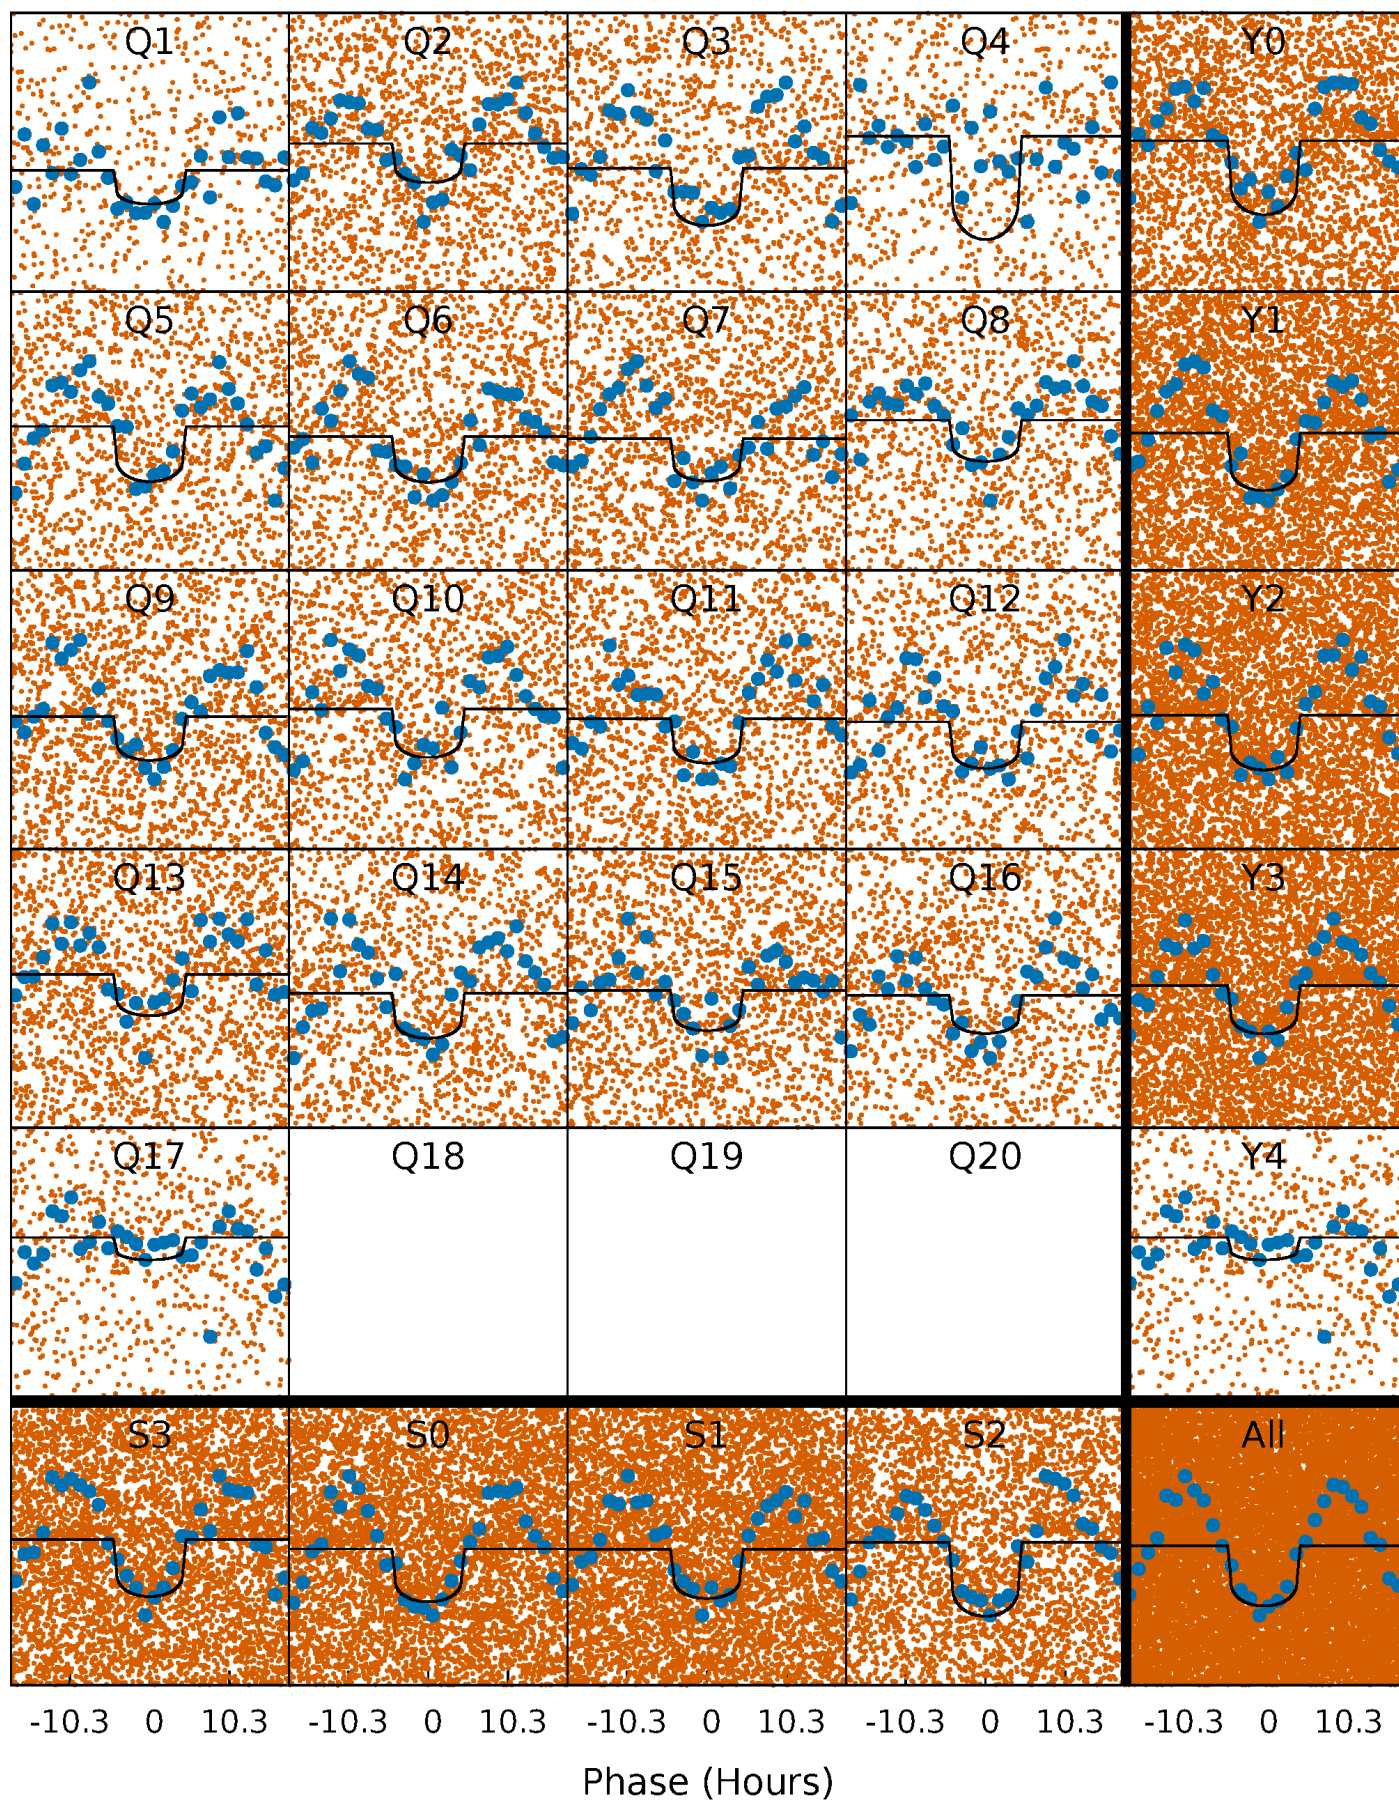 Q1 Q2 Q3 Q4 Y0
Q5 Q6 Q7 Q8 Y1
Q9 Q10 Q11 Q12 Y2
Q13 Q14 Q15 Q16 Y3
Q17 Q18 Q19 Q20 Y4
S3 S0 S1 S2 All
-10.3 0 10.3 -10.3 0 10.3 -10.3 0 10.3 -10.3 0 10.3 -10.3 0 10.3
Phase (Hours)